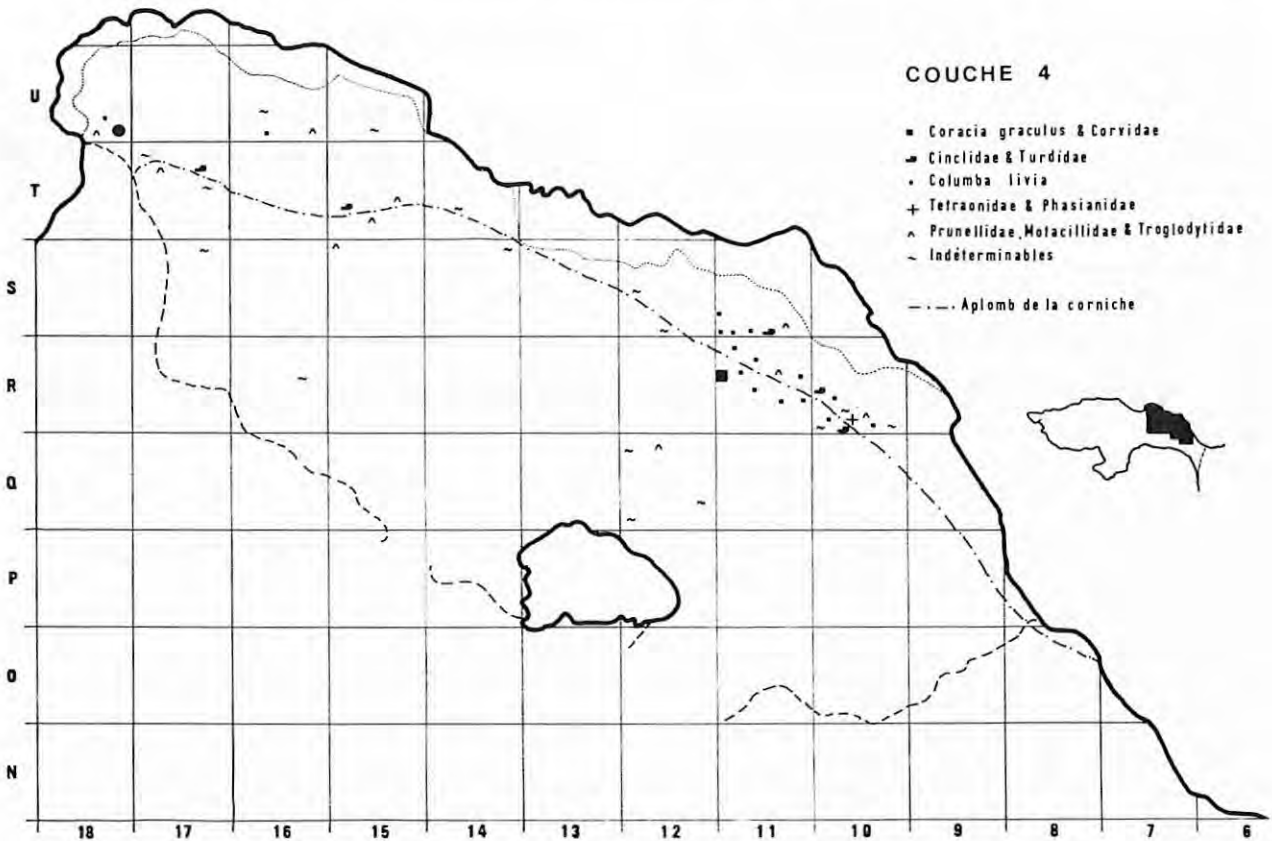 COUCHE 4
Coracia graculus & Corvidae
Cinclidae & Turdidae
Columba livia
Tetraonidae & Phasianidae
Prunellidae, Motacillidae & Troglodytidae
Indéterminables
Aplomb de la corniche
U
T
S
R
Q
P
O
N
18 17 16 15 14 13 12 11 10 9 8 7 6